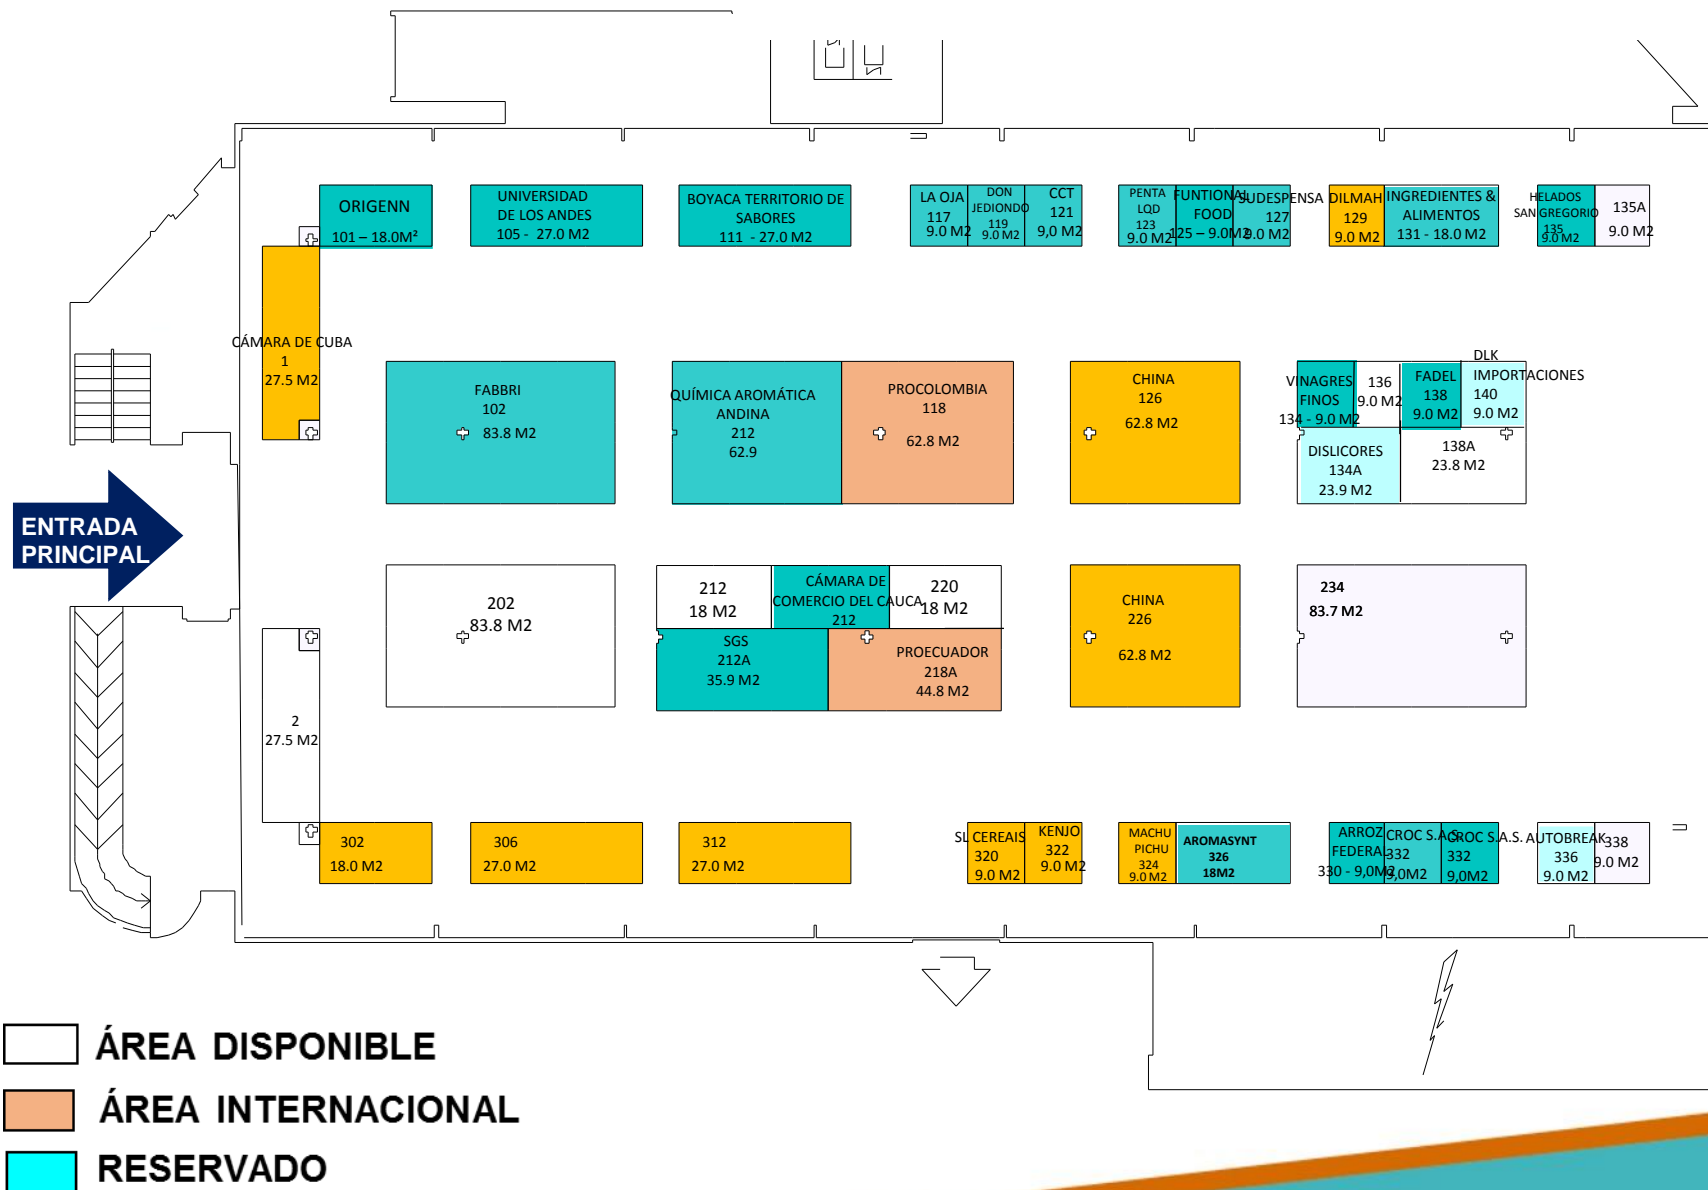 ORIGENN
101 – 18.0M²
UNIVERSIDAD
DE LOS ANDES
105 - 27.0 M2
BOYACA TERRITORIO DE
SABORES
111 - 27.0 M2
LA OJA
117
9.0 M2
DON
JEDIONDO
119
9.0 M2
CCT
121
9,0 M2
PENTA
LQD
123
9.0 M2
FUNTIONAL
FOOD
125 – 9.0M2
SUDESPENSA
127
9.0 M2
DILMAH
129
9.0 M2
INGREDIENTES &
ALIMENTOS
131 - 18.0 M2
HELADOS
SAN GREGORIO
135
9.0 M2
135A
9.0 M2
CÁMARA DE CUBA
1
27.5 M2
FABBRI
102
83.8 M2
QUÍMICA AROMÁTICA
ANDINA
212
62.9
PROCOLOMBIA
118
62.8 M2
CHINA
126
62.8 M2
VINAGRES
FINOS
134 - 9.0 M2
136
9.0 M2
FADEL
138
9.0 M2
DLK
IMPORTACIONES
140
9.0 M2
DISLICORES
134A
23.9 M2
138A
23.8 M2
ENTRADA
PRINCIPAL
202
83.8 M2
212
18 M2
CÁMARA DE
COMERCIO DEL CAUCA
212
220
18 M2
SGS
212A
35.9 M2
PROECUADOR
218A
44.8 M2
CHINA
226
62.8 M2
234
83.7 M2
2
27.5 M2
302
18.0 M2
306
27.0 M2
312
27.0 M2
SL CEREAIS
320
9.0 M2
KENJO
322
9.0 M2
MACHU
PICHU
324
9.0 M2
AROMASYNT
326
18M2
ARROZ
FEDERAL
330 - 9,0M2
CROC S.A.S.
332
9,0M2
CROC S.A.S.
332
9,0M2
AUTOBREAK
336
9.0 M2
338
9.0 M2
ÁREA DISPONIBLE
ÁREA INTERNACIONAL
RESERVADO